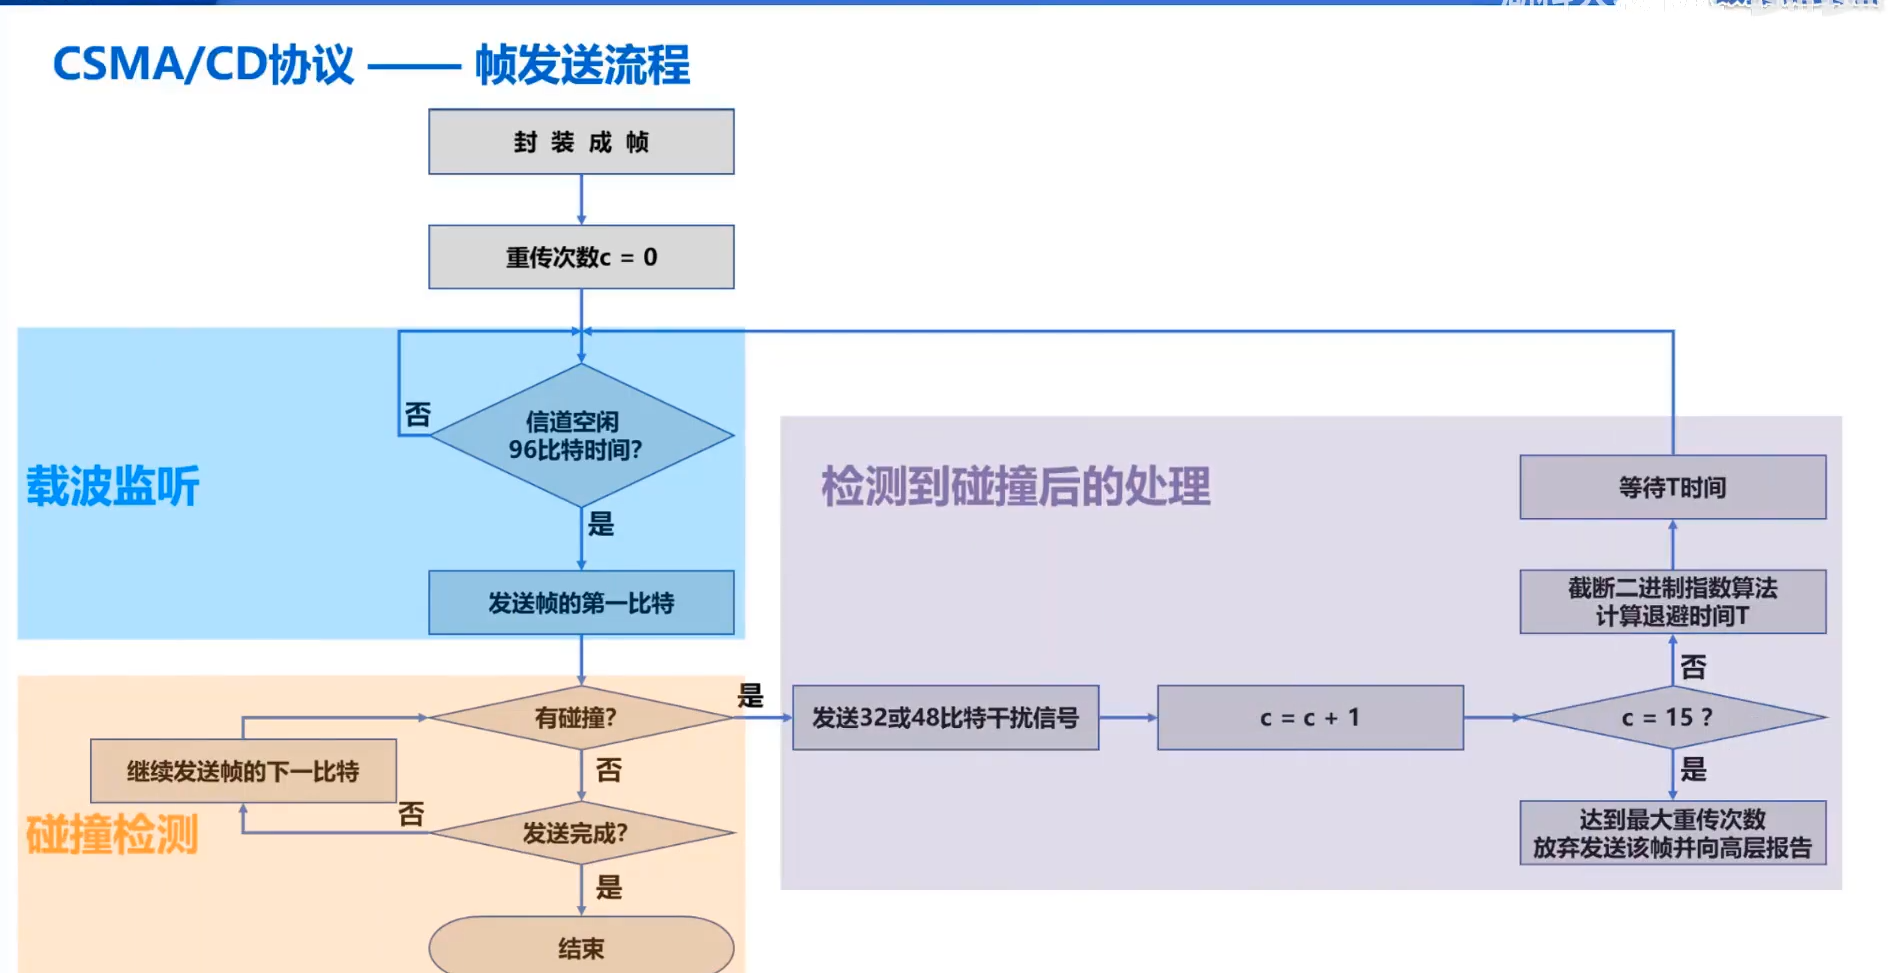 CSMA/CD协议 —— 帧发送流程
封 装 成 帧
重传次数c = 0
信道空闲
96比特时间?
否
是
载波监听
发送帧的第一比特
有碰撞?
是
否
继续发送帧的下一比特
否
发送完成?
是
碰撞检测
结束
检测到碰撞后的处理
发送32或48比特干扰信号
c = c + 1
c = 15 ?
否
是
截断二进制指数算法
计算退避时间T
等待T时间
达到最大重传次数
放弃发送该帧并向高层报告